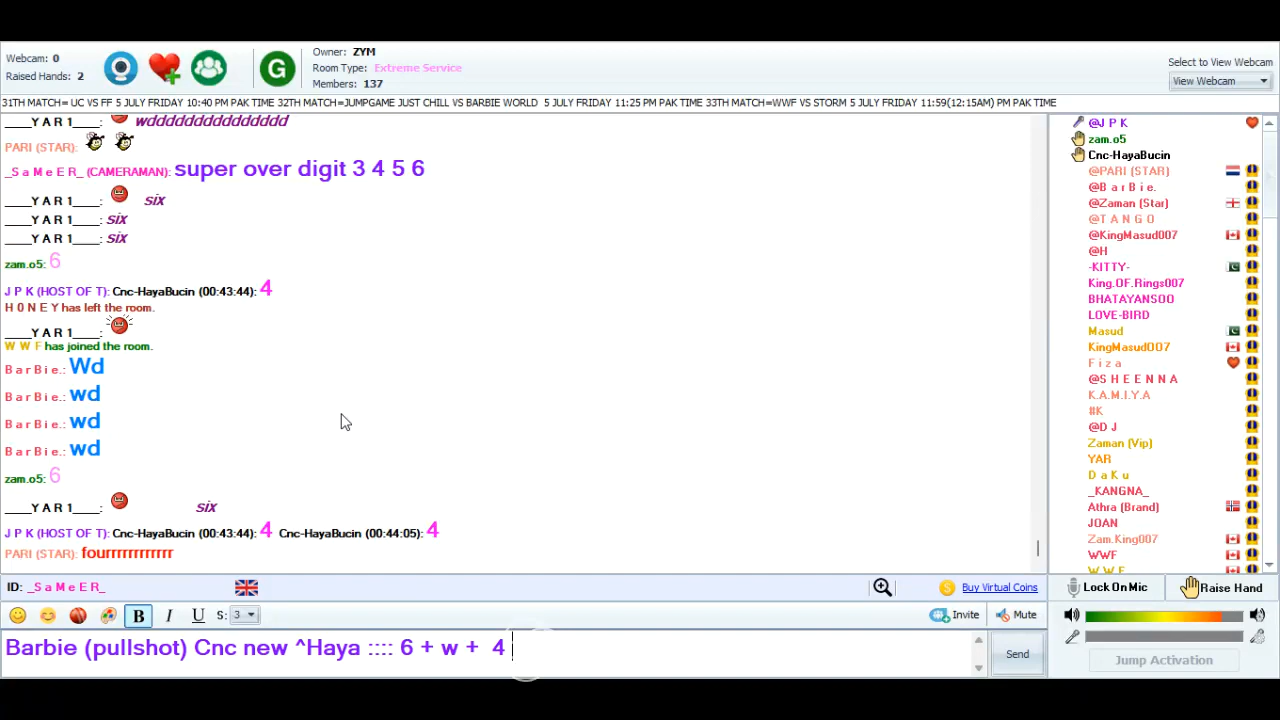 Webcam: 0
Raised Hands: 2
G
Owner: ZYM
Room Type: Extreme Service
Members: 137
Select to View Webcam
View Webcam
31TH MATCH= UC VS FF 5 JULY FRIDAY 10:40 PM PAK TIME 32TH MATCH=JUMPGAME JUST CHILL VS BARBIE WORLD 5 JULY FRIDAY 11:25 PM PAK TIME 33TH MATCH=WWF VS STORM 5 JULY FRIDAY 11:59(12:15AM) PM PAK TIME
____Y A R 1____: wddddddddddddddd
PARI (STAR):
_S a M e E R_ (CAMERAMAN): super over digit 3 4 5 6
____Y A R 1____: six
____Y A R 1____: six
____Y A R 1____: six
zam.o5: 6
J P K (HOST OF T): Cnc-HayaBucin (00:43:44): 4
H 0 N E Y has left the room.
____Y A R 1____:
W W F has joined the room.
B a r B i e.: Wd
B a r B i e.: wd
B a r B i e.: wd
B a r B i e.: wd
zam.o5: 6
____Y A R 1____: six
J P K (HOST OF T): Cnc-HayaBucin (00:43:44): 4 Cnc-HayaBucin (00:44:05): 4
PARI (STAR): fourrrrrrrrrrrr
@J P K
zam.o5
Cnc-HayaBucin
@PARI (STAR)
@B a r B i e.
@Zaman (Star)
@T A N G O
@KingMasud007
@H
-KITTY-
King.OF.Rings007
BHATAYANSOO
LOVE-BIRD
Masud
KingMasud007
F i z a
@S H E E N N A
K.A.M.I.Y.A
#K
@D J
Zaman (Vip)
YAR
D a K u
_KANGNA_
Athra (Brand)
JOAN
Zam.King007
WWF
W W F
ID: _S a M e E R_
Buy Virtual Coins
Lock On Mic
Raise Hand
B I U S: 3
Invite
Mute
Barbie (pullshot) Cnc new ^Haya :::: 6 + w + 4
Send
Jump Activation